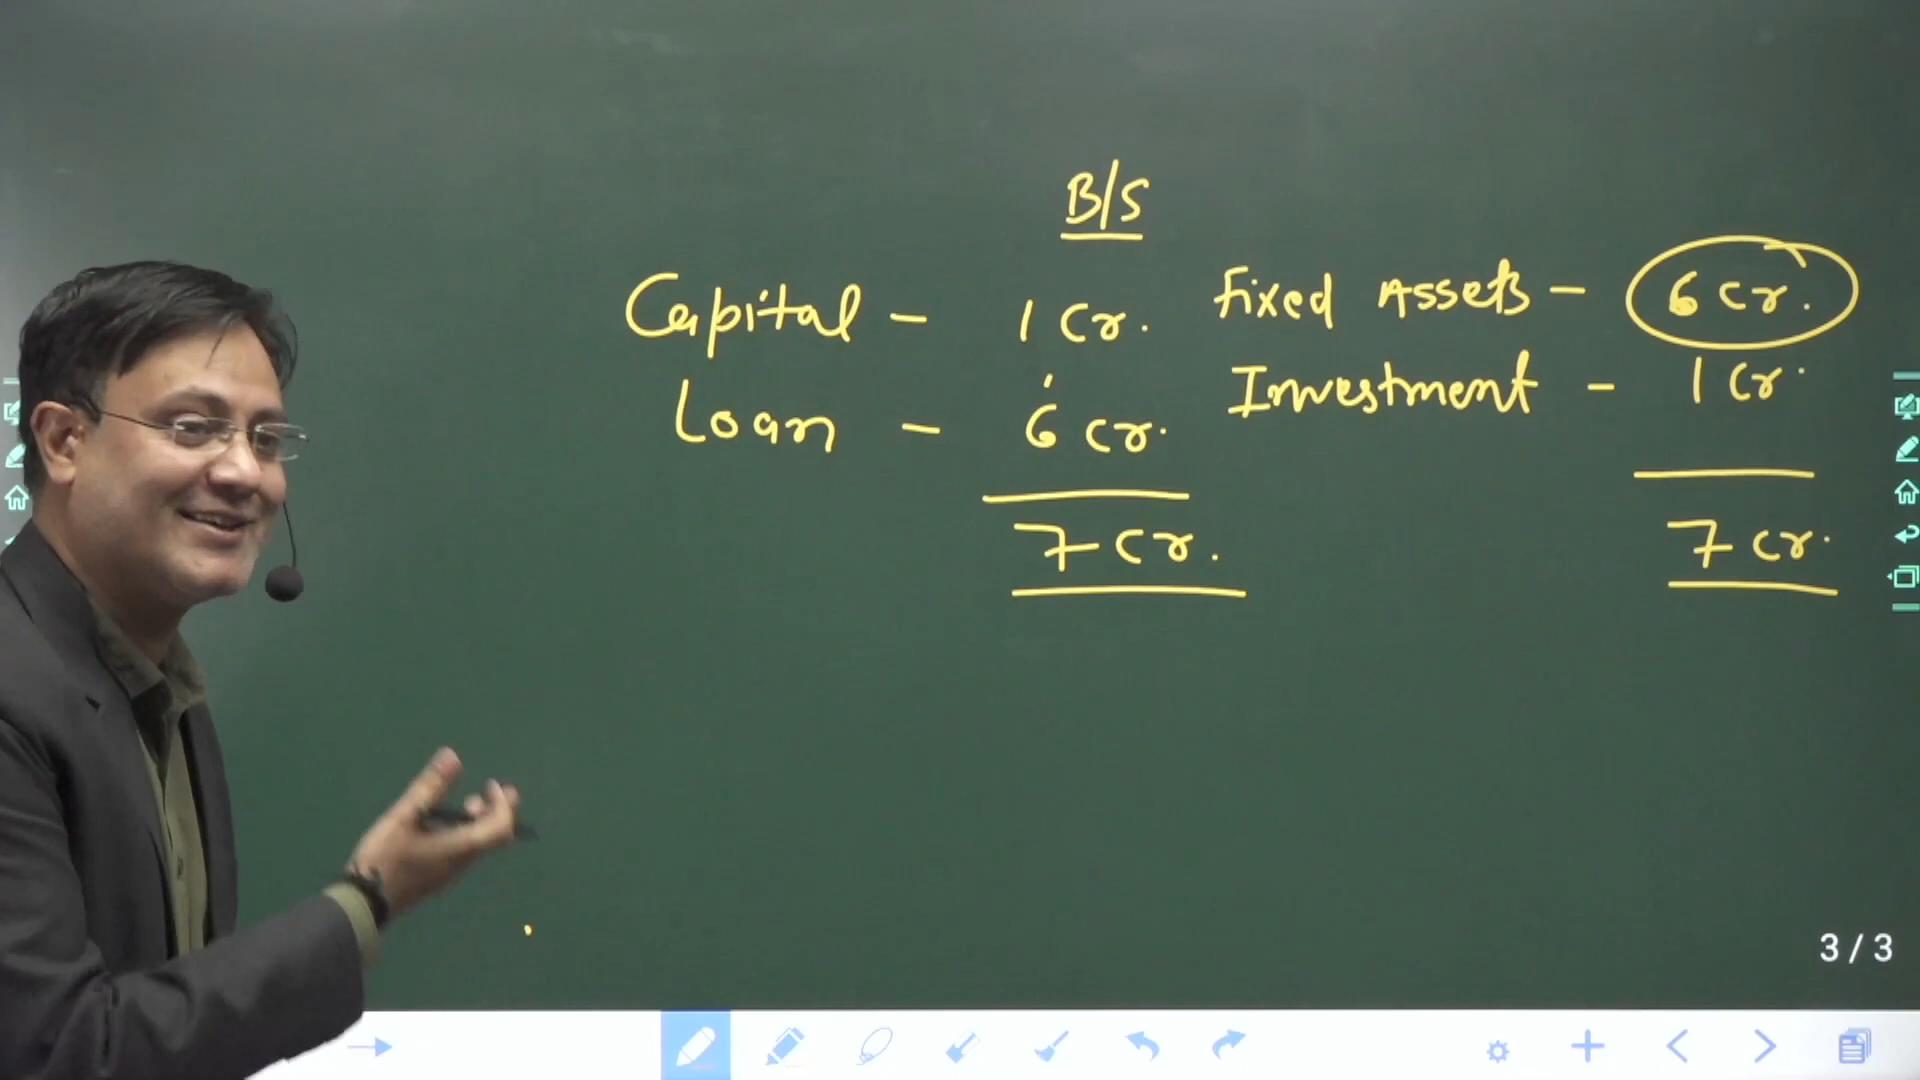 B/S
Capital - 1 Cr. Fixed Assets - 6 Cr.
Loan - 6 Cr. Investment - 1 Cr.
7 Cr. 7 Cr.
3 / 3